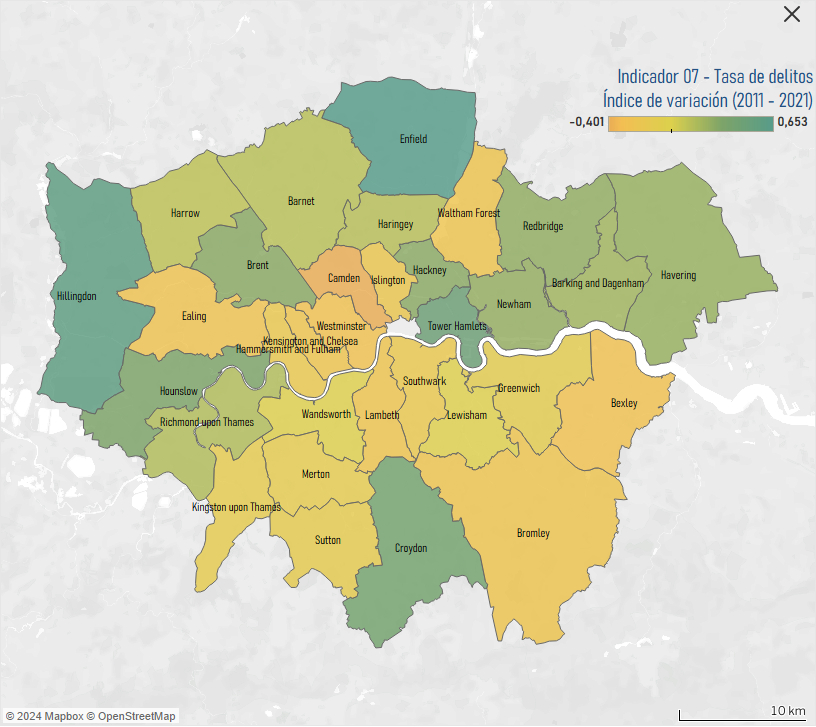 Indicador 07 - Tasa de delitos
Índice de variación (2011 - 2021)
-0,401
0,653
Enfield
Barnet
Harrow
Haringey
Waltham Forest
Redbridge
Brent
Hackney
Havering
Camden
Islington
Barking and Dagenham
Hillingdon
Newham
Ealing
Westminster
Tower Hamlets
Kensington and Chelsea
Hammersmith and Fulham
Southwark
Hounslow
Greenwich
Bexley
Wandsworth
Lambeth
Lewisham
Richmond upon Thames
Merton
Kingston upon Thames
Bromley
Sutton
Croydon
10 km
© 2024 Mapbox © OpenStreetMap